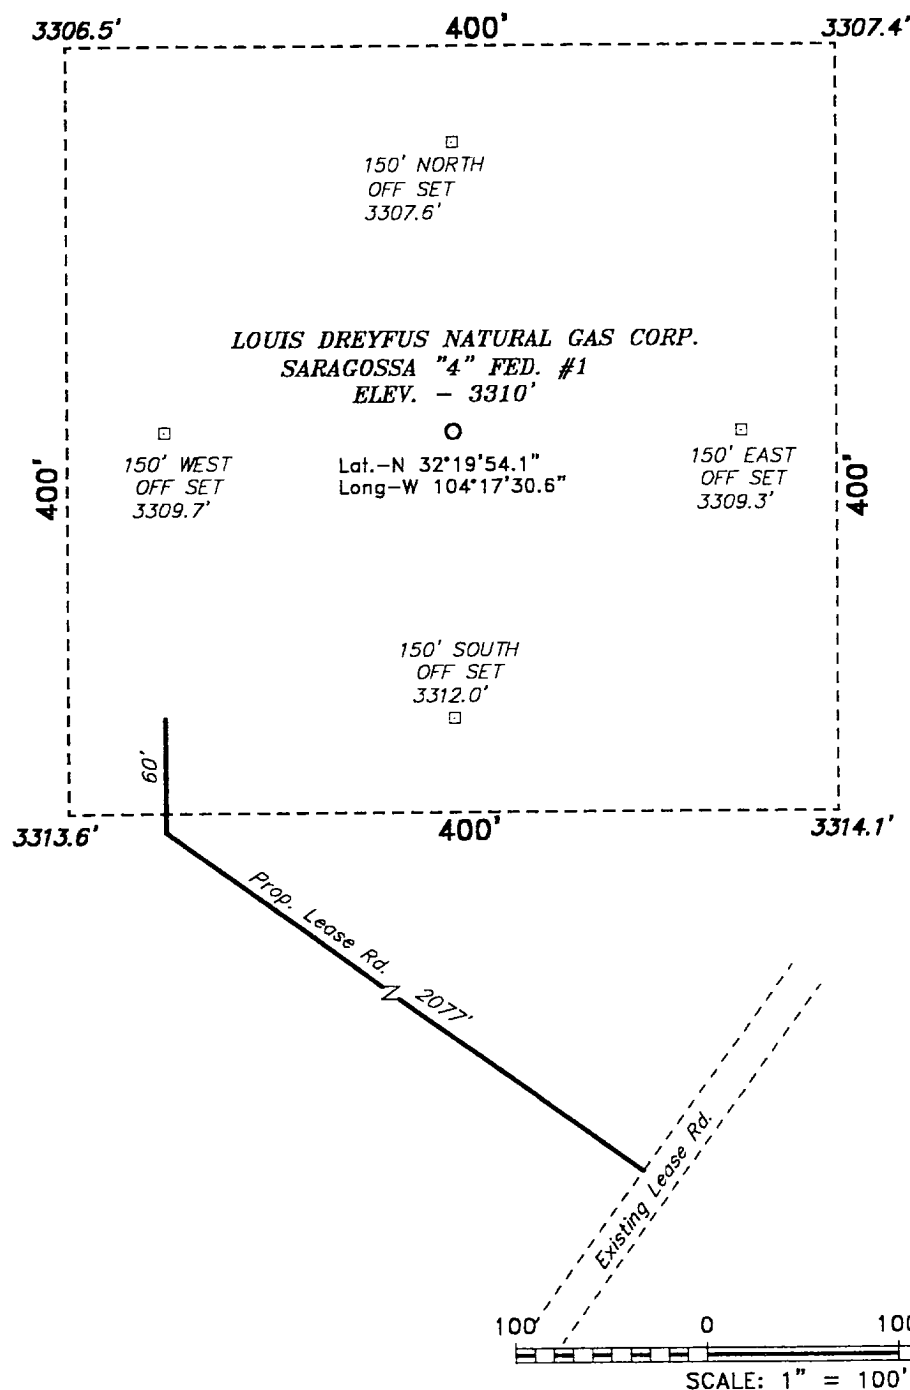 3306.5' 400' 3307.4'
150' NORTH
OFF SET
3307.6'
LOUIS DREYFUS NATURAL GAS CORP.
SARAGOSSA "4" FED. #1
ELEV. - 3310'
400'
150' WEST
OFF SET
3309.7'
Lat.-N 32°19'54.1"
Long-W 104°17'30.6"
150' EAST
OFF SET
3309.3'
400'
150' SOUTH
OFF SET
3312.0'
60'
3313.6' 400' 3314.1'
Prop. Lease Rd. 2077'
Existing Lease Rd.
100 0 100
SCALE: 1" = 100'